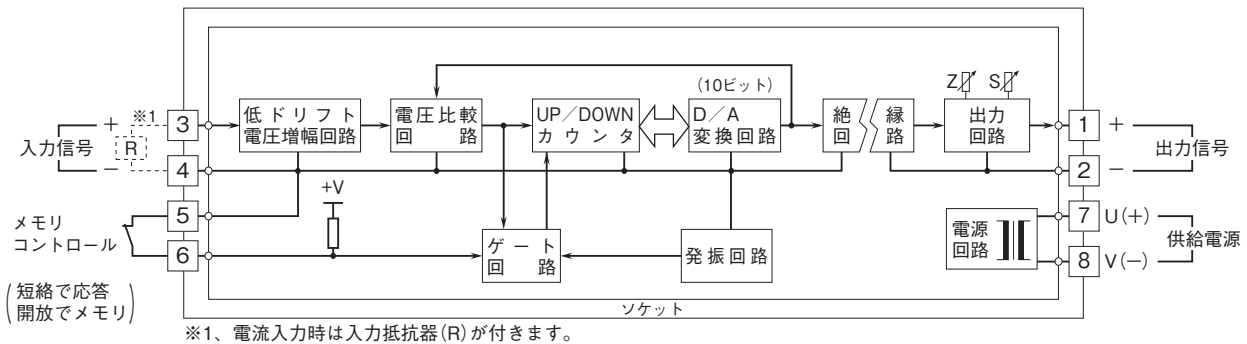 (10ビット)
Z S
※1
+ 3
R
入力信号
− 4
低ドリフト
電圧増幅回路
電圧比較
回 路
UP/DOWN
カウンタ
D/A
変換回路
絶 縁
回 路
出力
回路
1 +
出力信号
2 −
メモリ
コントロール
5
6
+V
ゲート
回 路
発振回路
電源
回路
7 U(+)
供給電源
8 V(−)
(短絡で応答
開放でメモリ)
ソケット
※1、電流入力時は入力抵抗器(R)が付きます。